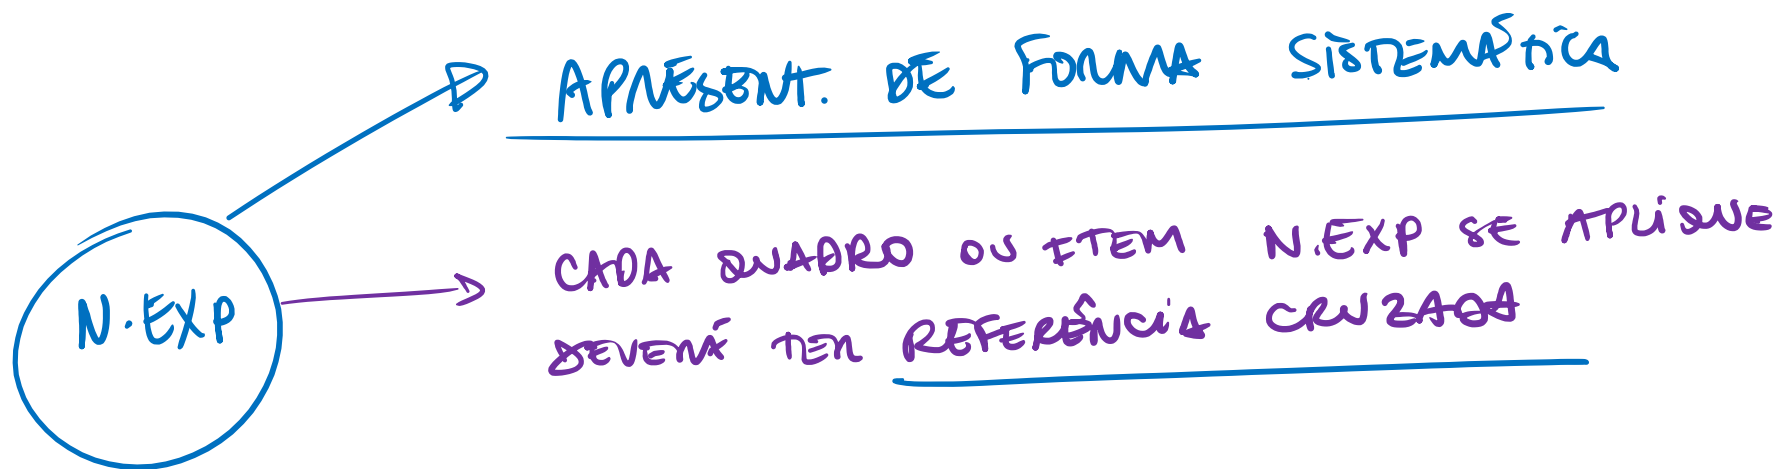 APRESENT. DE FORMA SISTEMÁTICA
N.EXP
CADA QUADRO OU ITEM N.EXP SE APLIQUE
DEVERÁ TER REFERÊNCIA CRUZADA